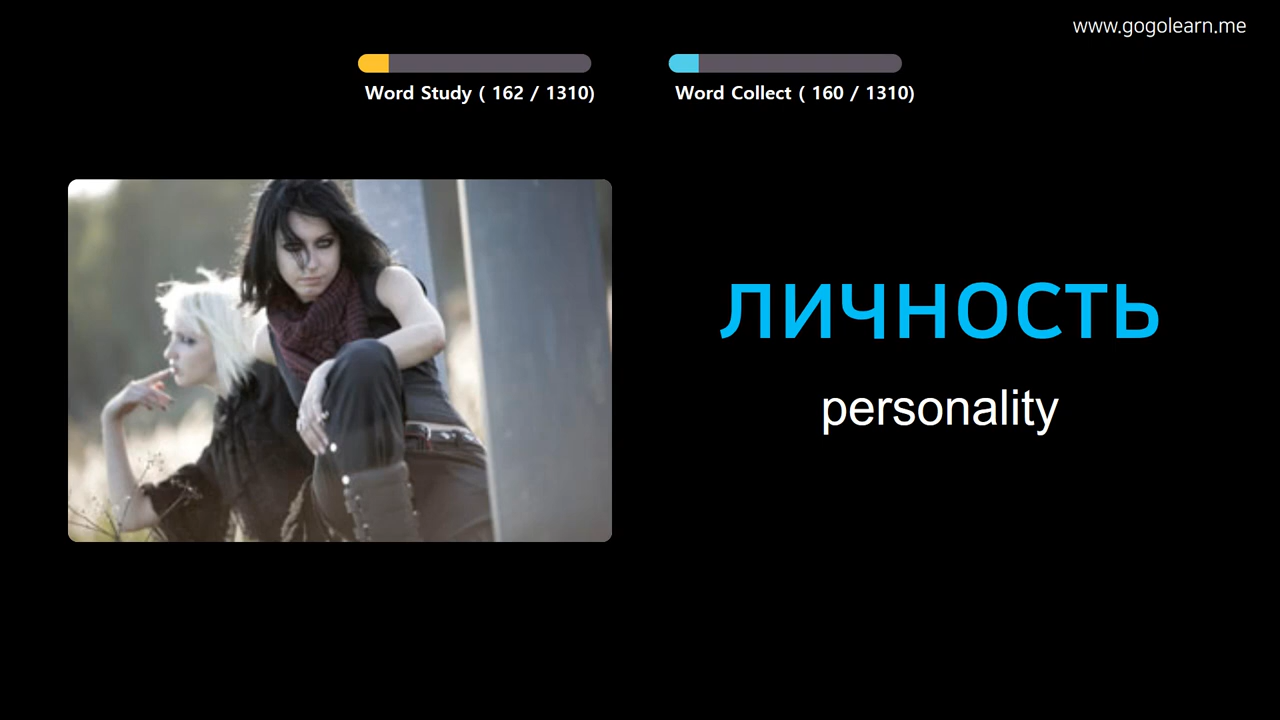 www.gogolearn.me
Word Study ( 162 / 1310)
Word Collect ( 160 / 1310)
личность
personality